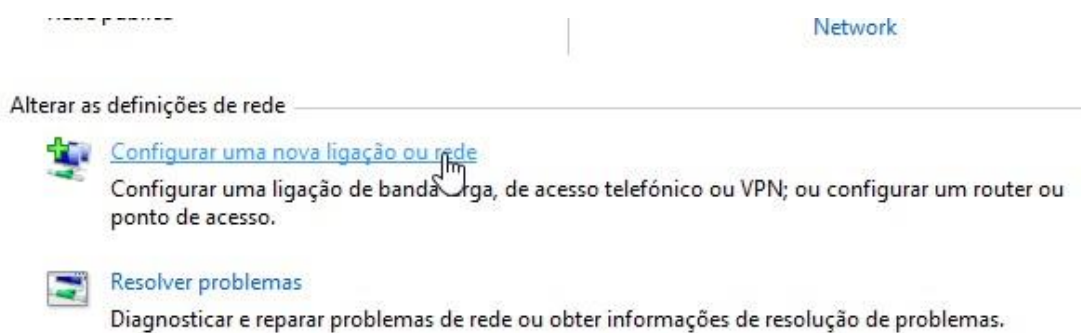 Network
Alterar as definições de rede
Configurar uma nova ligação ou rede
Configurar uma ligação de banda larga, de acesso telefónico ou VPN; ou configurar um router ou
ponto de acesso.
Resolver problemas
Diagnosticar e reparar problemas de rede ou obter informações de resolução de problemas.